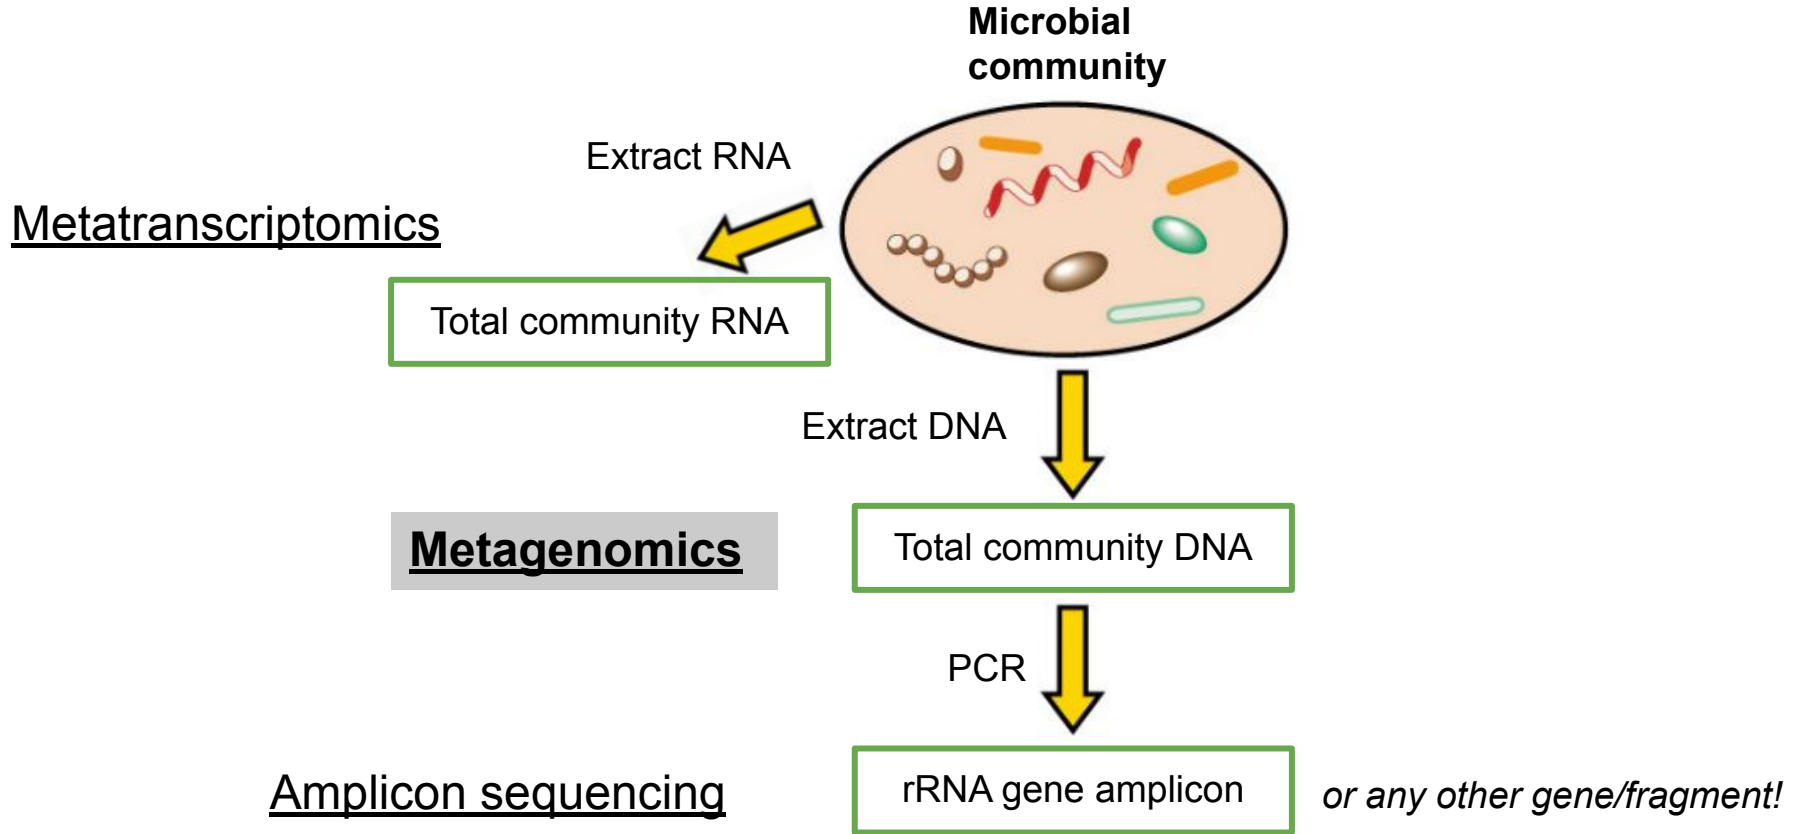 Microbial
community
Extract RNA
Metatranscriptomics
Total community RNA
Extract DNA
Metagenomics
Total community DNA
PCR
Amplicon sequencing
rRNA gene amplicon
or any other gene/fragment!